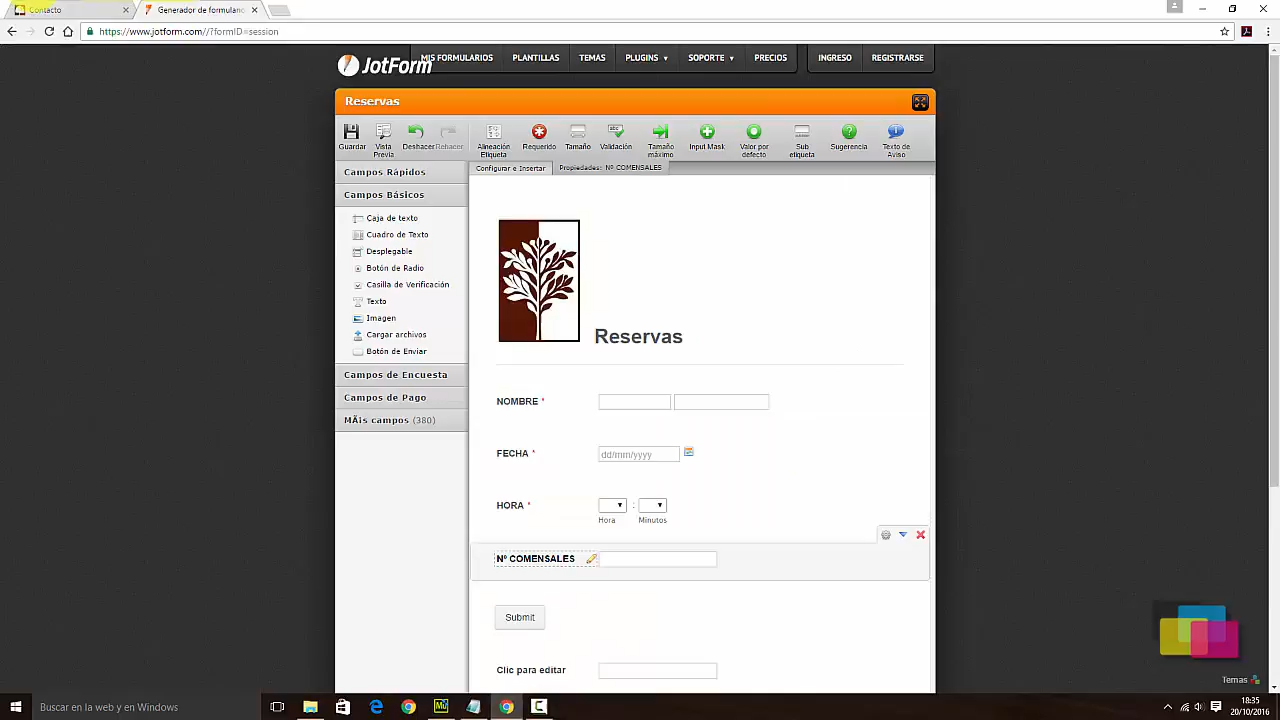 Contacto
Generador de formulario
https://www.jotform.com//?formID=session
JotForm
MIS FORMULARIOS PLANTILLAS TEMAS PLUGINS SOPORTE PRECIOS INGRESO REGISTRARSE
Reservas
Guardar
Vista Previa
Deshacer
Rehacer
Alineación Etiqueta
Requerido
Tamaño
Validación
Tamaño máximo
Input Mask
Valor por defecto
Sub etiqueta
Sugerencia
Texto de Aviso
Configurar e Insertar
Propiedades: Nº COMENSALES
Campos Rápidos
Campos Básicos
Caja de texto
Cuadro de Texto
Desplegable
Botón de Radio
Casilla de Verificación
Texto
Imagen
Cargar archivos
Botón de Enviar
Campos de Encuesta
Campos de Pago
MÃis campos (380)
Reservas
NOMBRE *
FECHA * dd/mm/yyyy
HORA * :
Hora Minutos
Nº COMENSALES
Submit
Clic para editar
Temas
Buscar en la web y en Windows
Mu
18:35
20/10/2016